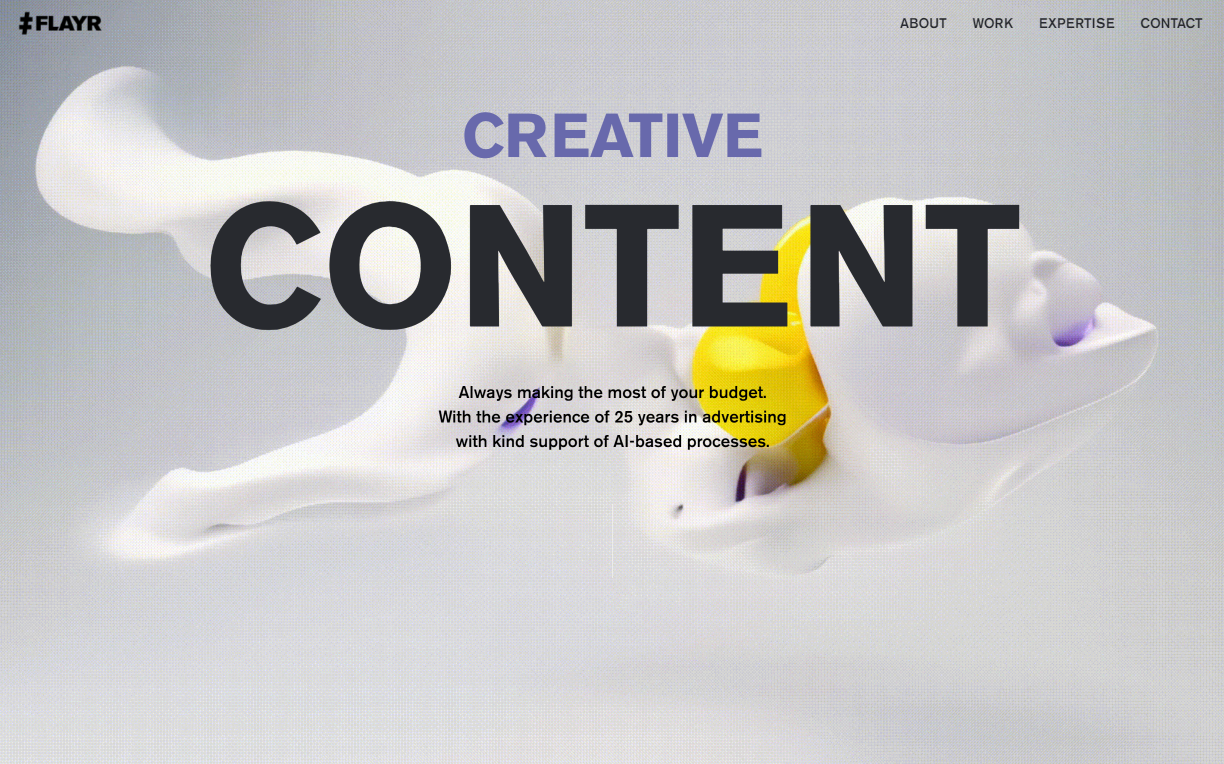 #FLAYR
ABOUT WORK EXPERTISE CONTACT
CREATIVE
CONTENT
Always making the most of your budget.
With the experience of 25 years in advertising
with kind support of AI-based processes.